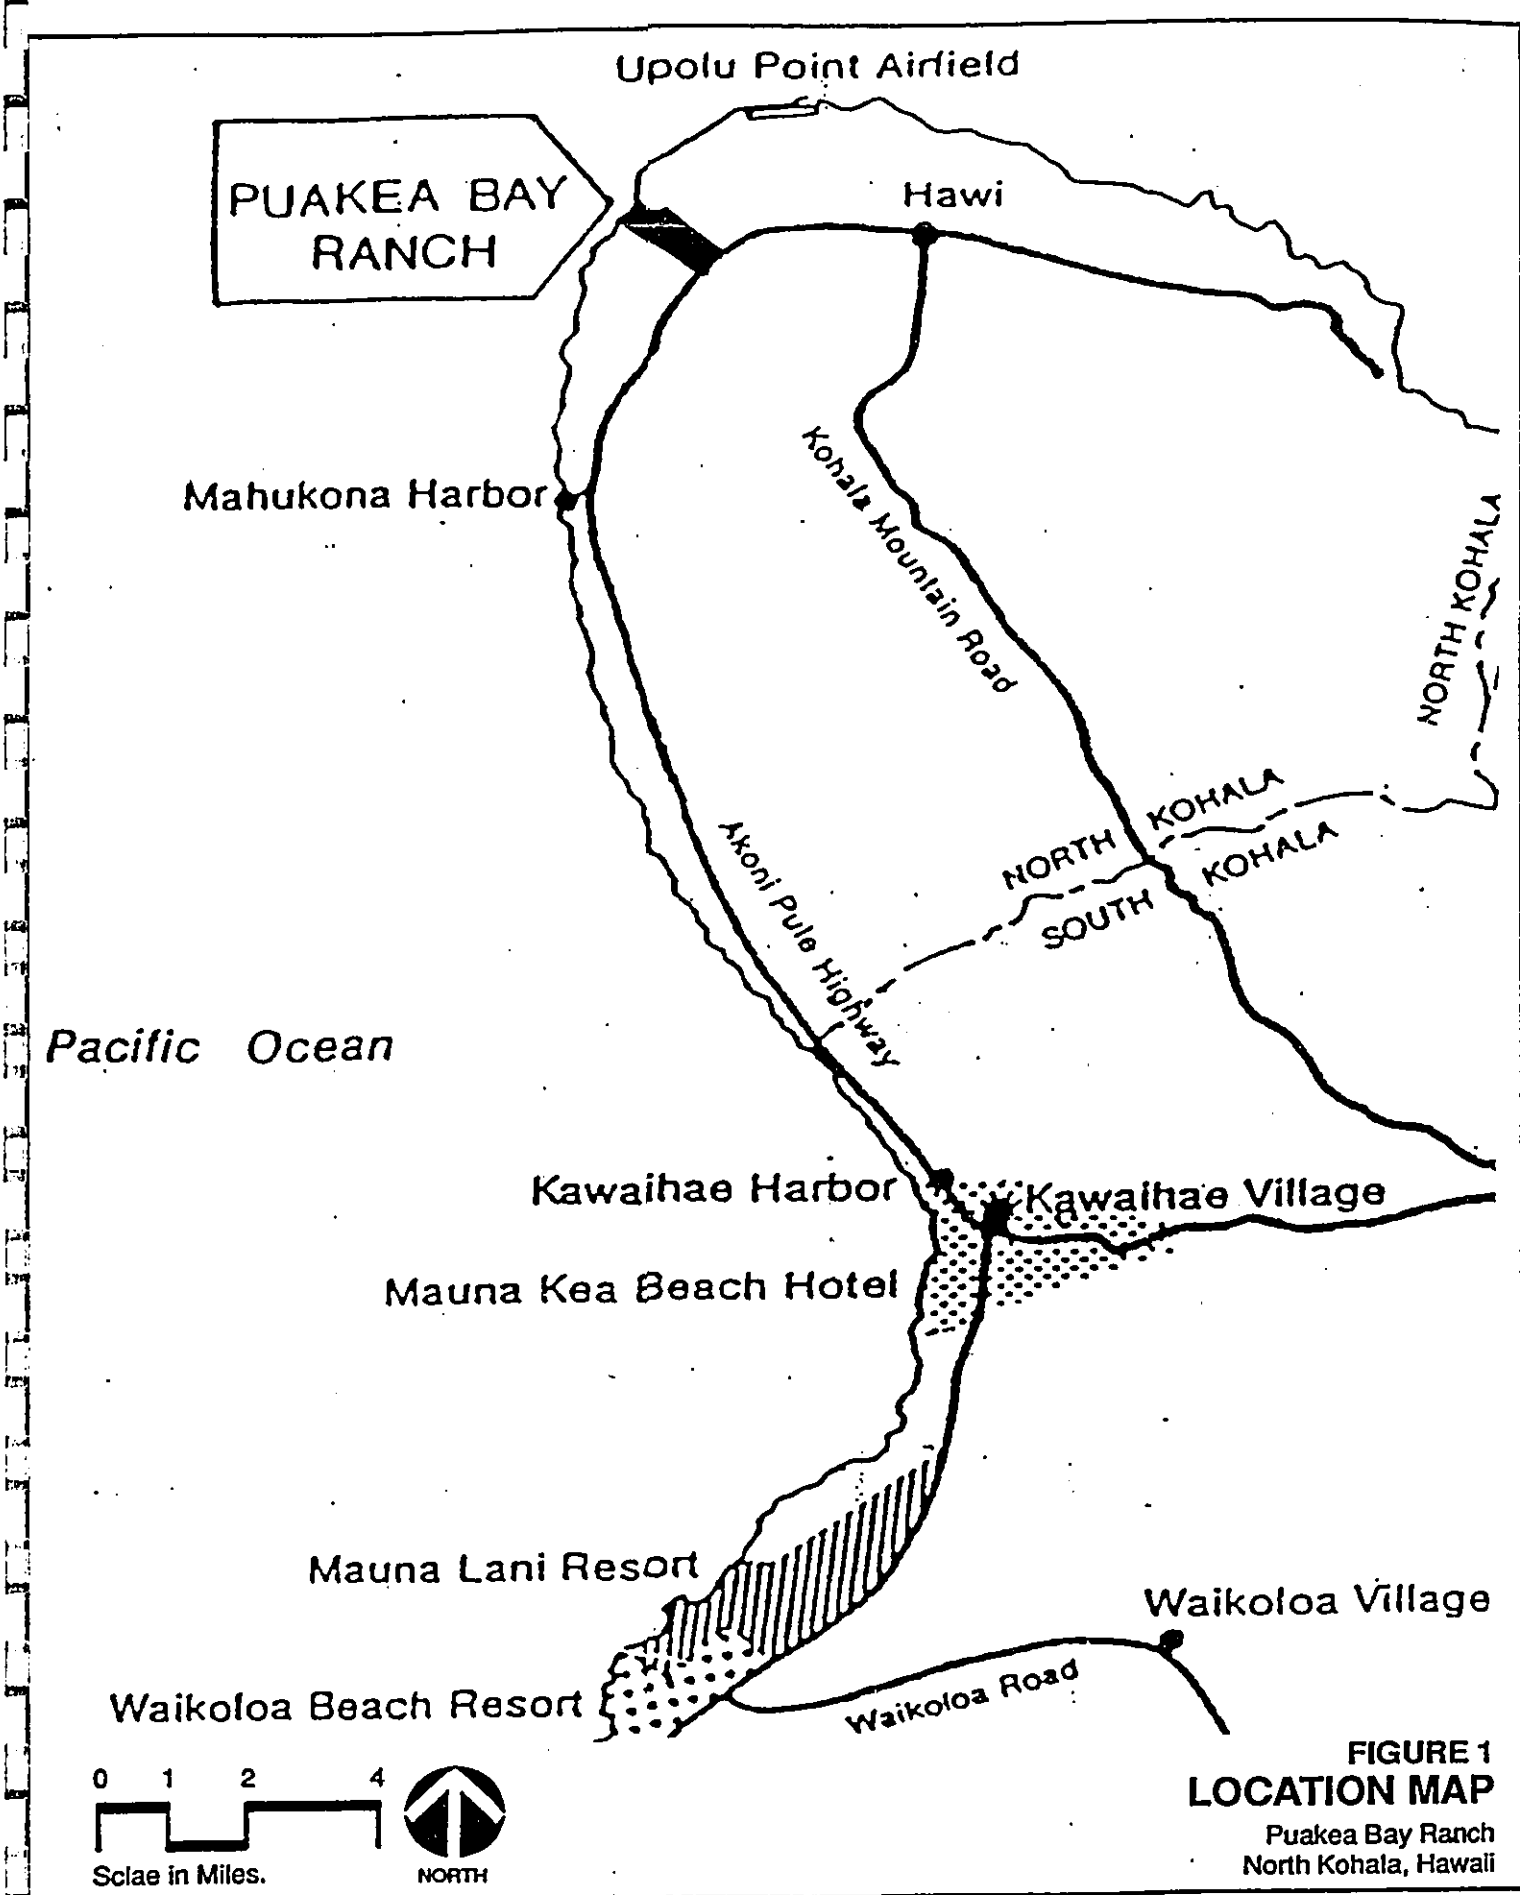 Upolu Point Airfield
PUAKEA BAY
RANCH
Hawi
Mahukona Harbor
Kohala Mountain Road
NORTH KOHALA
NORTH KOHALA
SOUTH KOHALA
Akoni Pule Highway
Pacific Ocean
Kawaihae Harbor
Kawaihae Village
Mauna Kea Beach Hotel
Mauna Lani Resort
Waikoloa Village
Waikoloa Beach Resort
Waikoloa Road
0 1 2 4
Sclae in Miles.
NORTH
FIGURE 1
LOCATION MAP
Puakea Bay Ranch
North Kohala, Hawaii